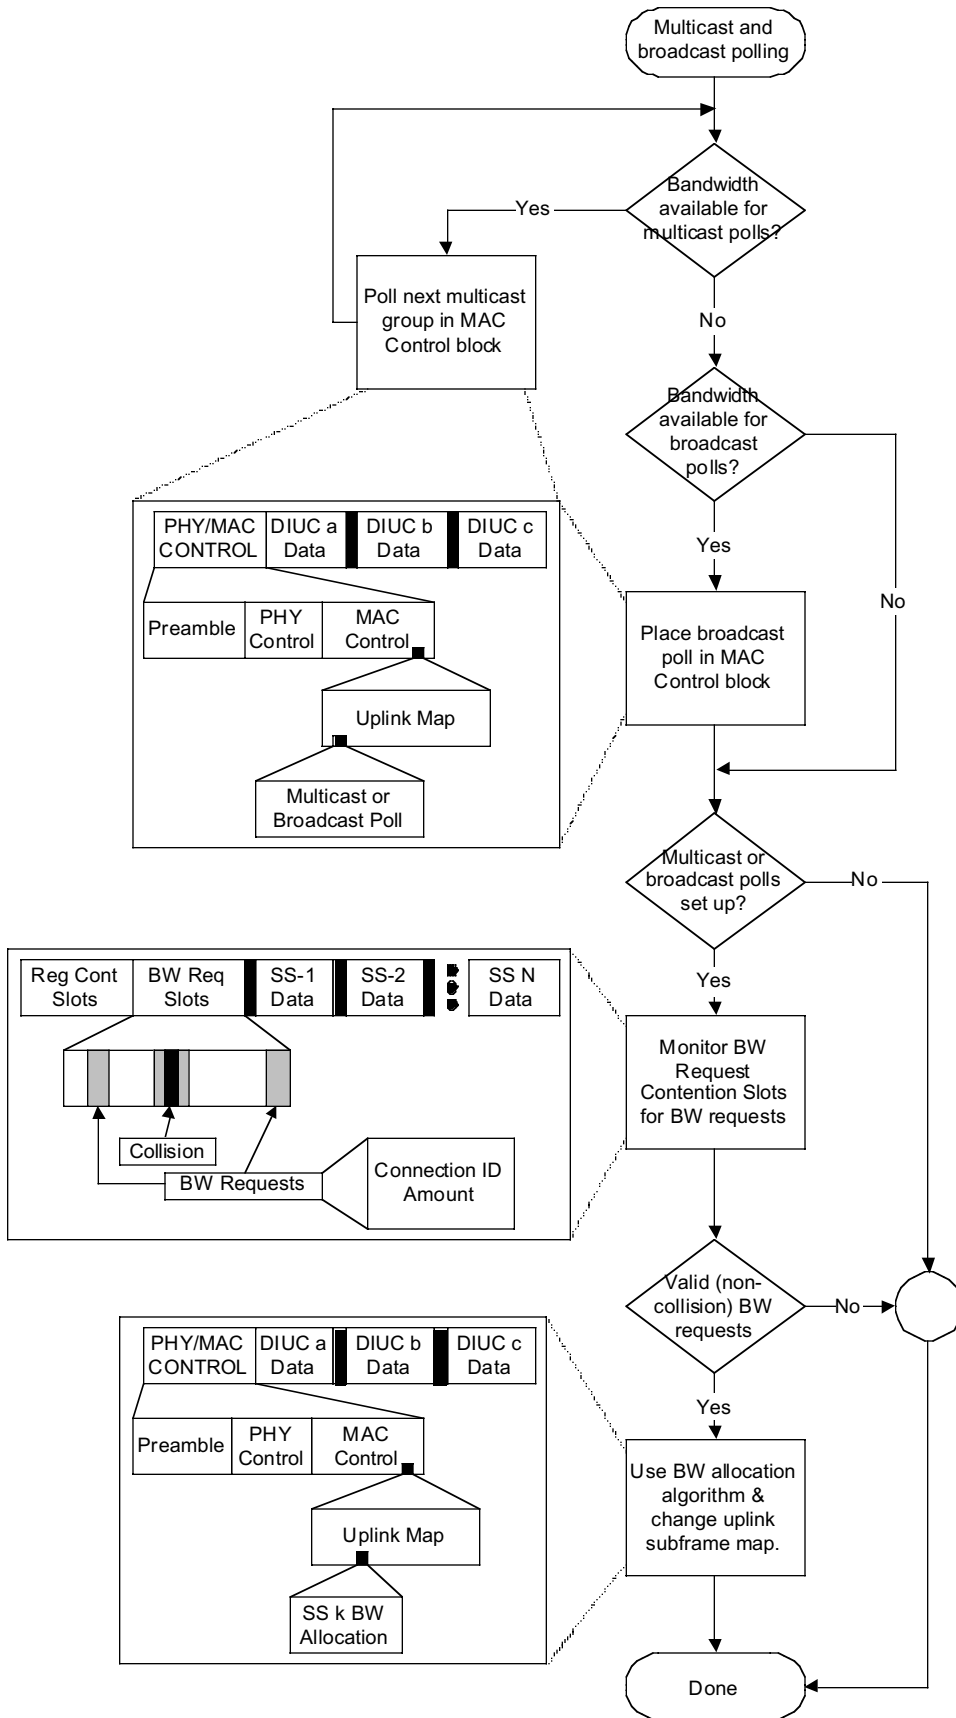 Multicast and
broadcast polling
Bandwidth
available for
multicast polls?
Yes
No
Poll next multicast
group in MAC
Control block
Bandwidth
available for
broadcast
polls?
Yes
No
PHY/MAC
CONTROL
DIUC a
Data
DIUC b
Data
DIUC c
Data
Preamble
PHY
Control
MAC
Control
Uplink Map
Multicast or
Broadcast Poll
Place broadcast
poll in MAC
Control block
Multicast or
broadcast polls
set up?
No
Yes
Reg Cont
Slots
BW Req
Slots
SS-1
Data
SS-2
Data
SS N
Data
Collision
BW Requests
Connection ID
Amount
Monitor BW
Request
Contention Slots
for BW requests
Valid (non-
collision) BW
requests
No
Yes
PHY/MAC
CONTROL
DIUC a
Data
DIUC b
Data
DIUC c
Data
Preamble
PHY
Control
MAC
Control
Uplink Map
SS k BW
Allocation
Use BW allocation
algorithm &
change uplink
subframe map.
Done